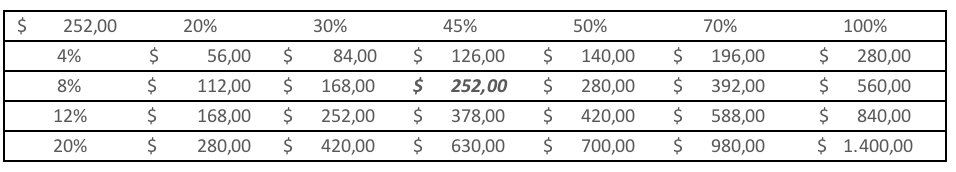 $ 252,00 20% 30% 45% 50% 70% 100%
4% $ 56,00 $ 84,00 $ 126,00 $ 140,00 $ 196,00 $ 280,00
8% $ 112,00 $ 168,00 $ 252,00 $ 280,00 $ 392,00 $ 560,00
12% $ 168,00 $ 252,00 $ 378,00 $ 420,00 $ 588,00 $ 840,00
20% $ 280,00 $ 420,00 $ 630,00 $ 700,00 $ 980,00 $ 1.400,00